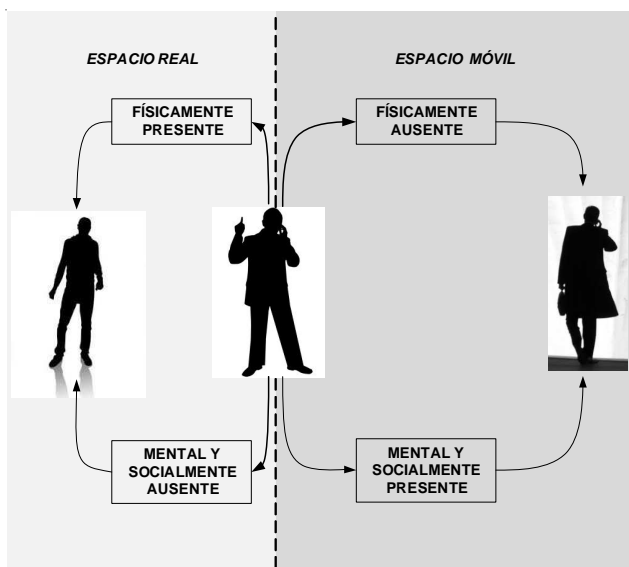 ESPACIO REAL
ESPACIO MÓVIL
FÍSICAMENTE
PRESENTE
FÍSICAMENTE
AUSENTE
MENTAL Y
SOCIALMENTE
AUSENTE
MENTAL Y
SOCIALMENTE
PRESENTE